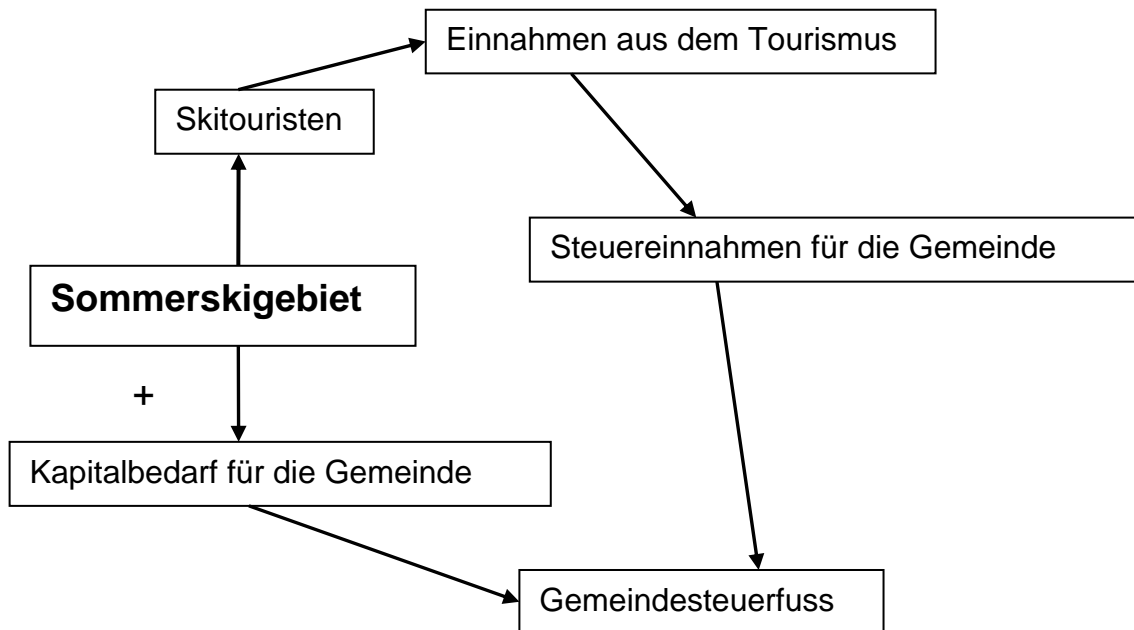 Einnahmen aus dem Tourismus
Skitouristen
Steuereinnahmen für die Gemeinde
Sommerskigebiet
+
Kapitalbedarf für die Gemeinde
Gemeindesteuerfuss